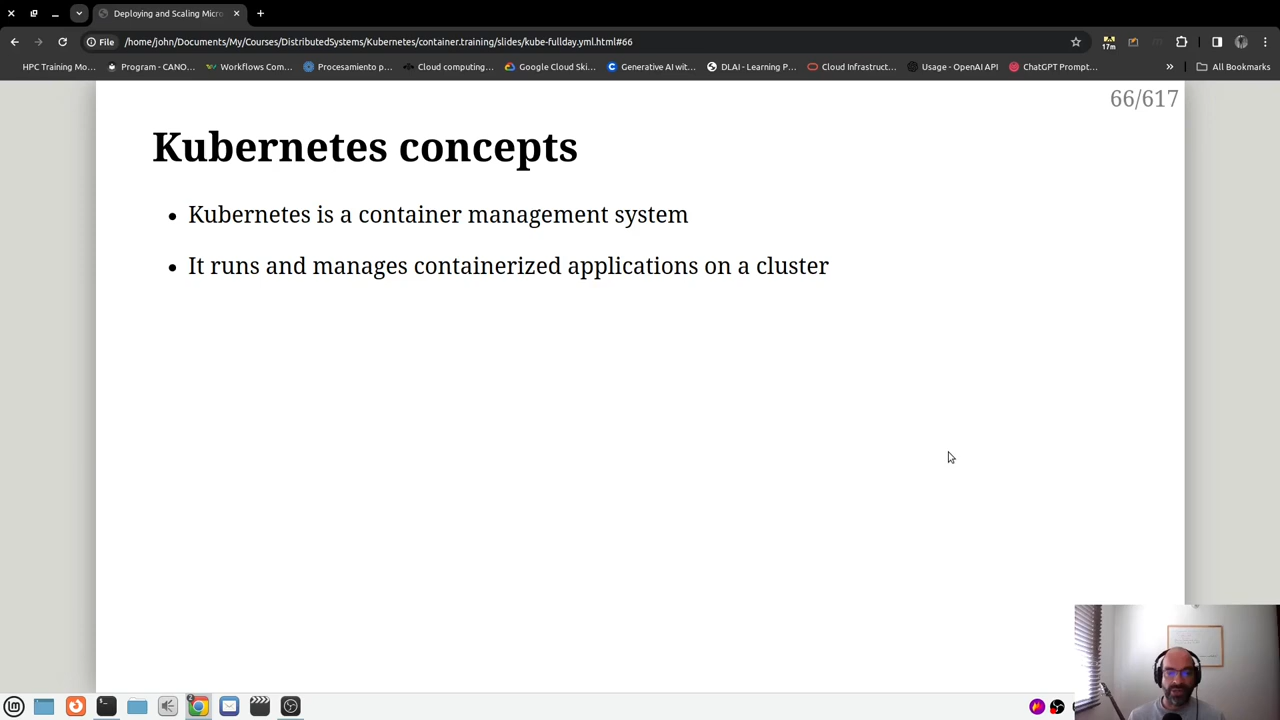 Deploying and Scaling Micro
File
/home/john/Documents/My/Courses/DistributedSystems/Kubernetes/container.training/slides/kube-fullday.yml.html#66
17m
HPC Training Mo...
Program - CANO...
Workflows Com...
Procesamiento p...
Cloud computing...
Google Cloud Ski...
Generative AI wit...
DLAI - Learning P...
Cloud Infrastruct...
Usage - OpenAI API
ChatGPT Prompt...
»
All Bookmarks
66/617
Kubernetes concepts
• Kubernetes is a container management system
• It runs and manages containerized applications on a cluster
2